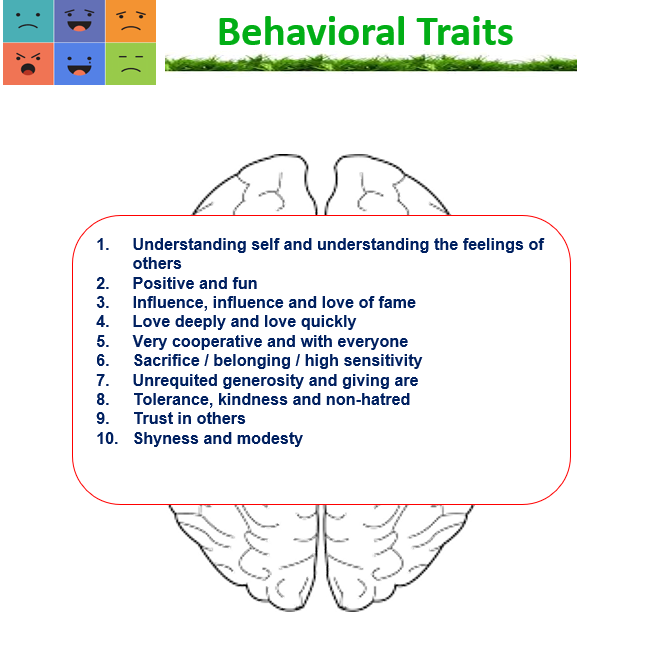 Behavioral Traits
1. Understanding self and understanding the feelings of
others
2. Positive and fun
3. Influence, influence and love of fame
4. Love deeply and love quickly
5. Very cooperative and with everyone
6. Sacrifice / belonging / high sensitivity
7. Unrequited generosity and giving are
8. Tolerance, kindness and non-hatred
9. Trust in others
10. Shyness and modesty